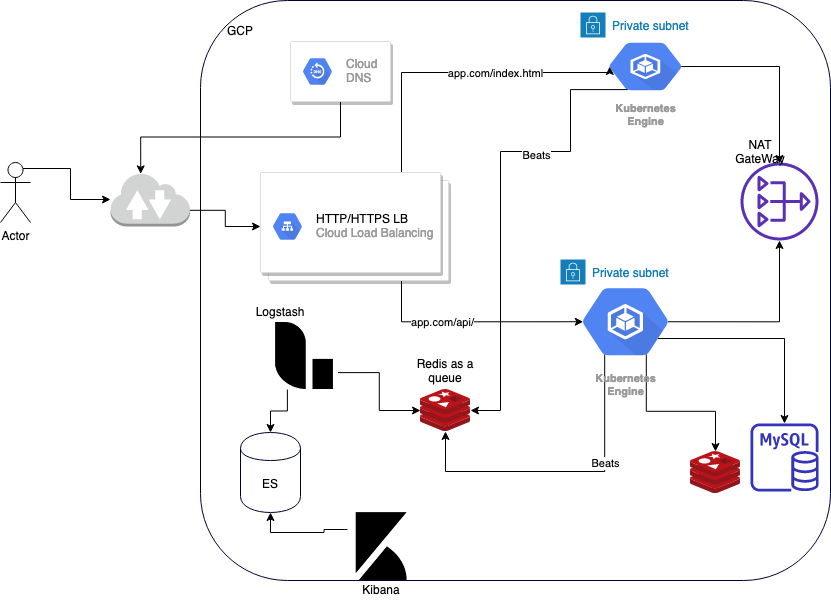 GCP
Private subnet
Cloud
DNS
app.com/index.html
Kubernetes
Engine
NAT
GateWay
Beats
Actor
HTTP/HTTPS LB
Cloud Load Balancing
Private subnet
Logstash
app.com/api/
Redis as a
queue
Kubernetes
Engine
MySQL
Beats
ES
Kibana